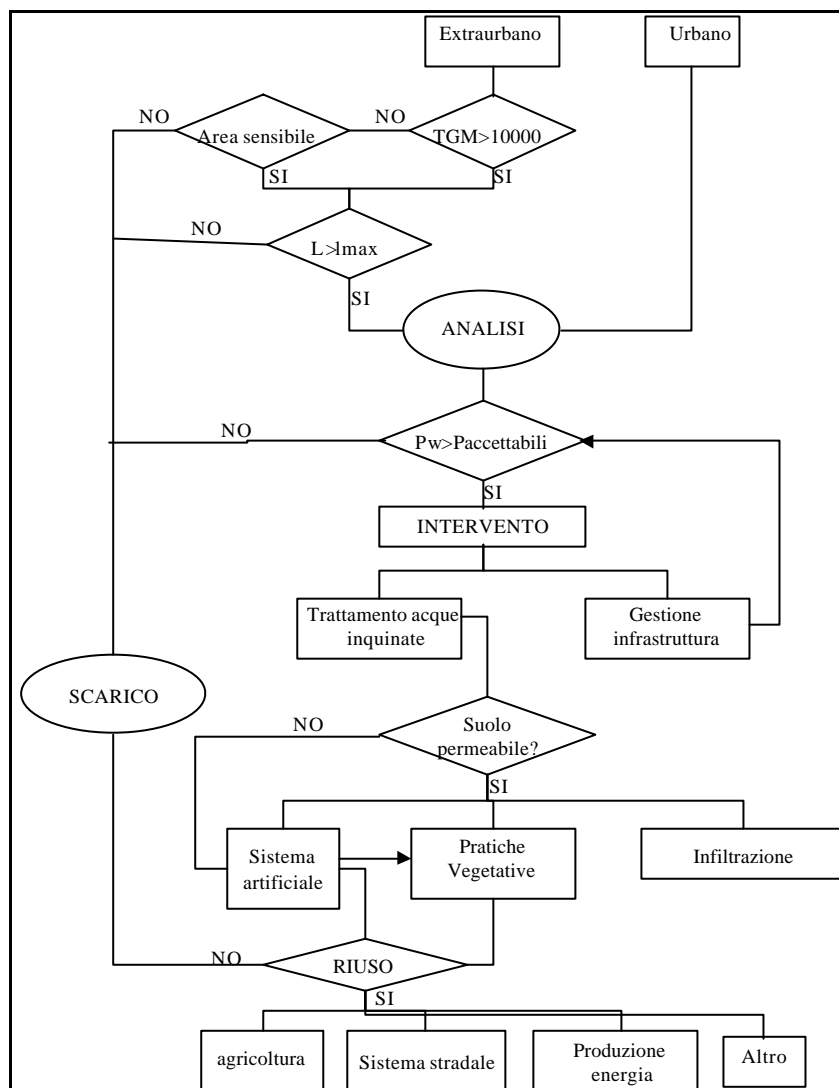 Extraurbano
Urbano
NO
NO
Area sensibile
TGM>10000
SI
SI
NO
L>lmax
SI
ANALISI
NO
Pw>Paccettabili
SI
INTERVENTO
Trattamento acque
inquinate
Gestione
infrastruttura
SCARICO
NO
Suolo
permeabile?
SI
Sistema
artificiale
Pratiche
Vegetative
Infiltrazione
NO
RIUSO
SI
agricoltura
Sistema stradale
Produzione
energia
Altro